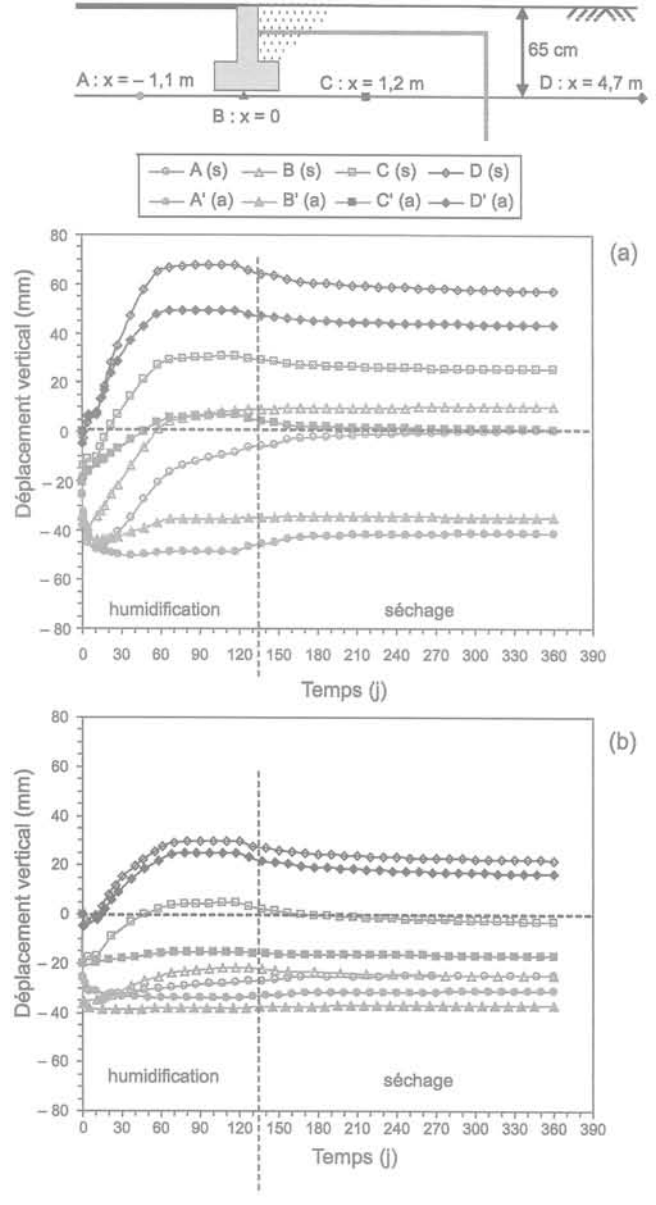 65 cm
A : x = – 1,1 m
C : x = 1,2 m
D : x = 4,7 m
B : x = 0
A (s) B (s) C (s) D (s)
A' (a) B' (a) C' (a) D' (a)
(a)
Déplacement vertical (mm)
80
60
40
20
0
– 20
– 40
– 60
– 80
humidification séchage
0 30 60 90 120 150 180 210 240 270 300 330 360 390
Temps (j)
(b)
Déplacement vertical (mm)
80
60
40
20
0
– 20
– 40
– 60
– 80
humidification séchage
0 30 60 90 120 150 180 210 240 270 300 330 360 390
Temps (j)